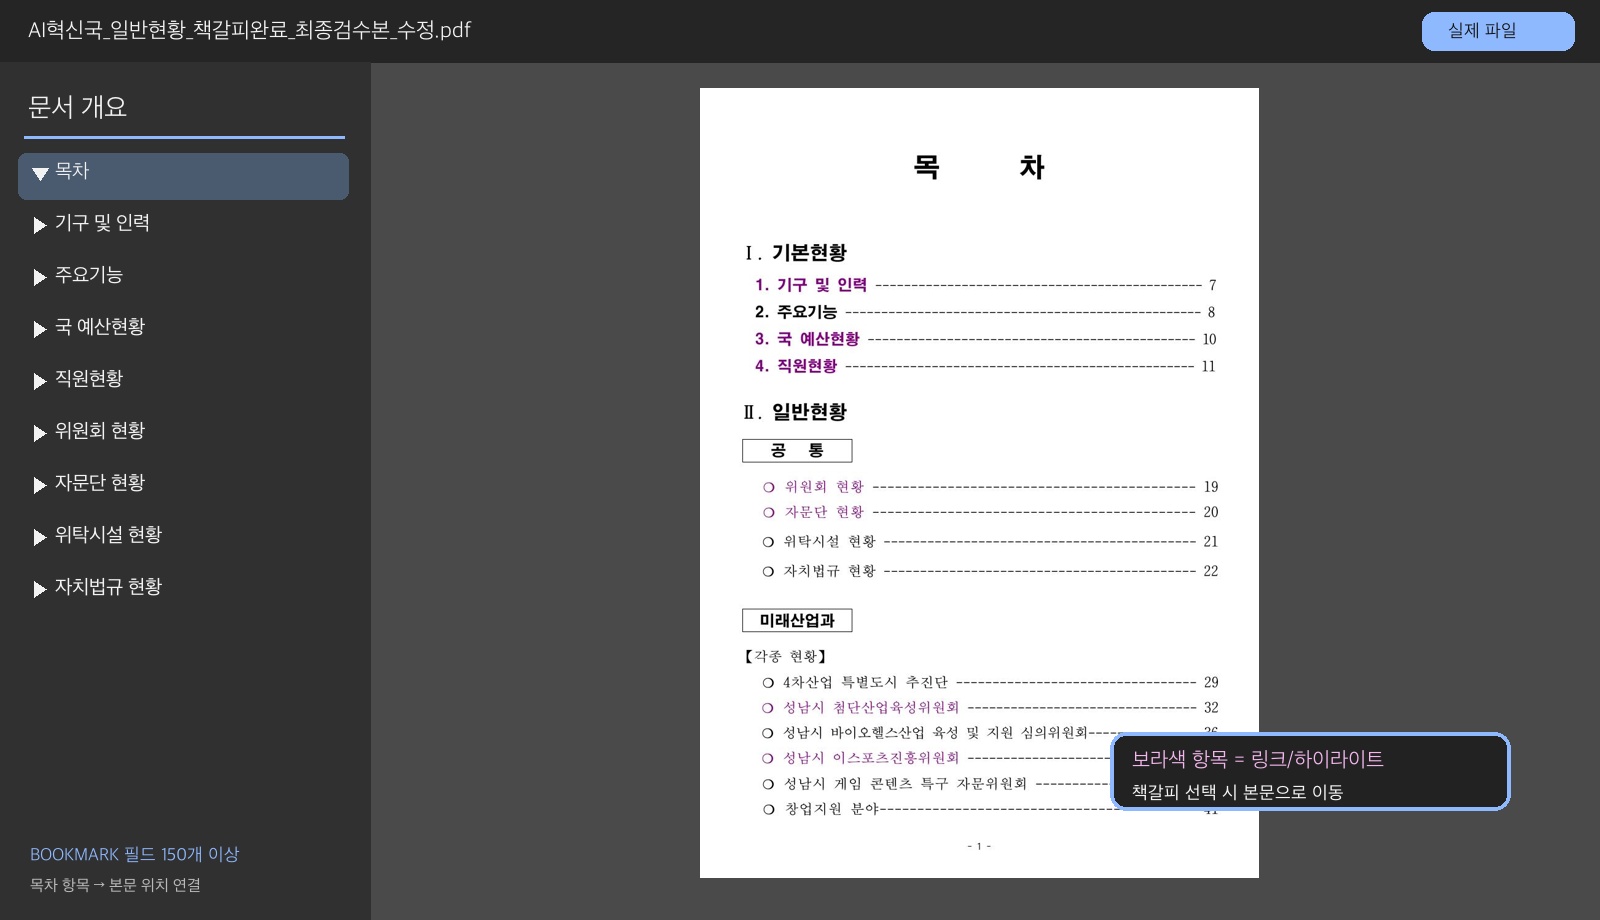 AI혁신국_일반현황_책갈피완료_최종검수본_수정.pdf
실제 파일
문서 개요
목차
기구 및 인력
주요기능
국 예산현황
직원현황
위원회 현황
자문단 현황
위탁시설 현황
자치법규 현황
BOOKMARK 필드 150개 이상
목차 항목 → 본문 위치 연결
목 차
Ⅰ. 기본현황
1. 기구 및 인력 ---------------------------------------------- 7
2. 주요기능 -------------------------------------------------- 8
3. 국 예산현황 ---------------------------------------------- 10
4. 직원현황 ------------------------------------------------- 11
Ⅱ. 일반현황
공 통
❍ 위원회 현황 ------------------------------------------- 19
❍ 자문단 현황 ------------------------------------------- 20
❍ 위탁시설 현황 ----------------------------------------- 21
❍ 자치법규 현황 ----------------------------------------- 22
미래산업과
【각종 현황】
❍ 4차산업 특별도시 추진단 -------------------------------- 29
❍ 성남시 첨단산업육성위원회 ------------------------------ 32
❍ 성남시 바이오헬스산업 육성 및 지원 심의위원회----
❍ 성남시 이스포츠진흥위원회 -------------------
❍ 성남시 게임 콘텐츠 특구 자문위원회 ----------
❍ 창업지원 분야--------------------------------
- 1 -
보라색 항목 = 링크/하이라이트
책갈피 선택 시 본문으로 이동